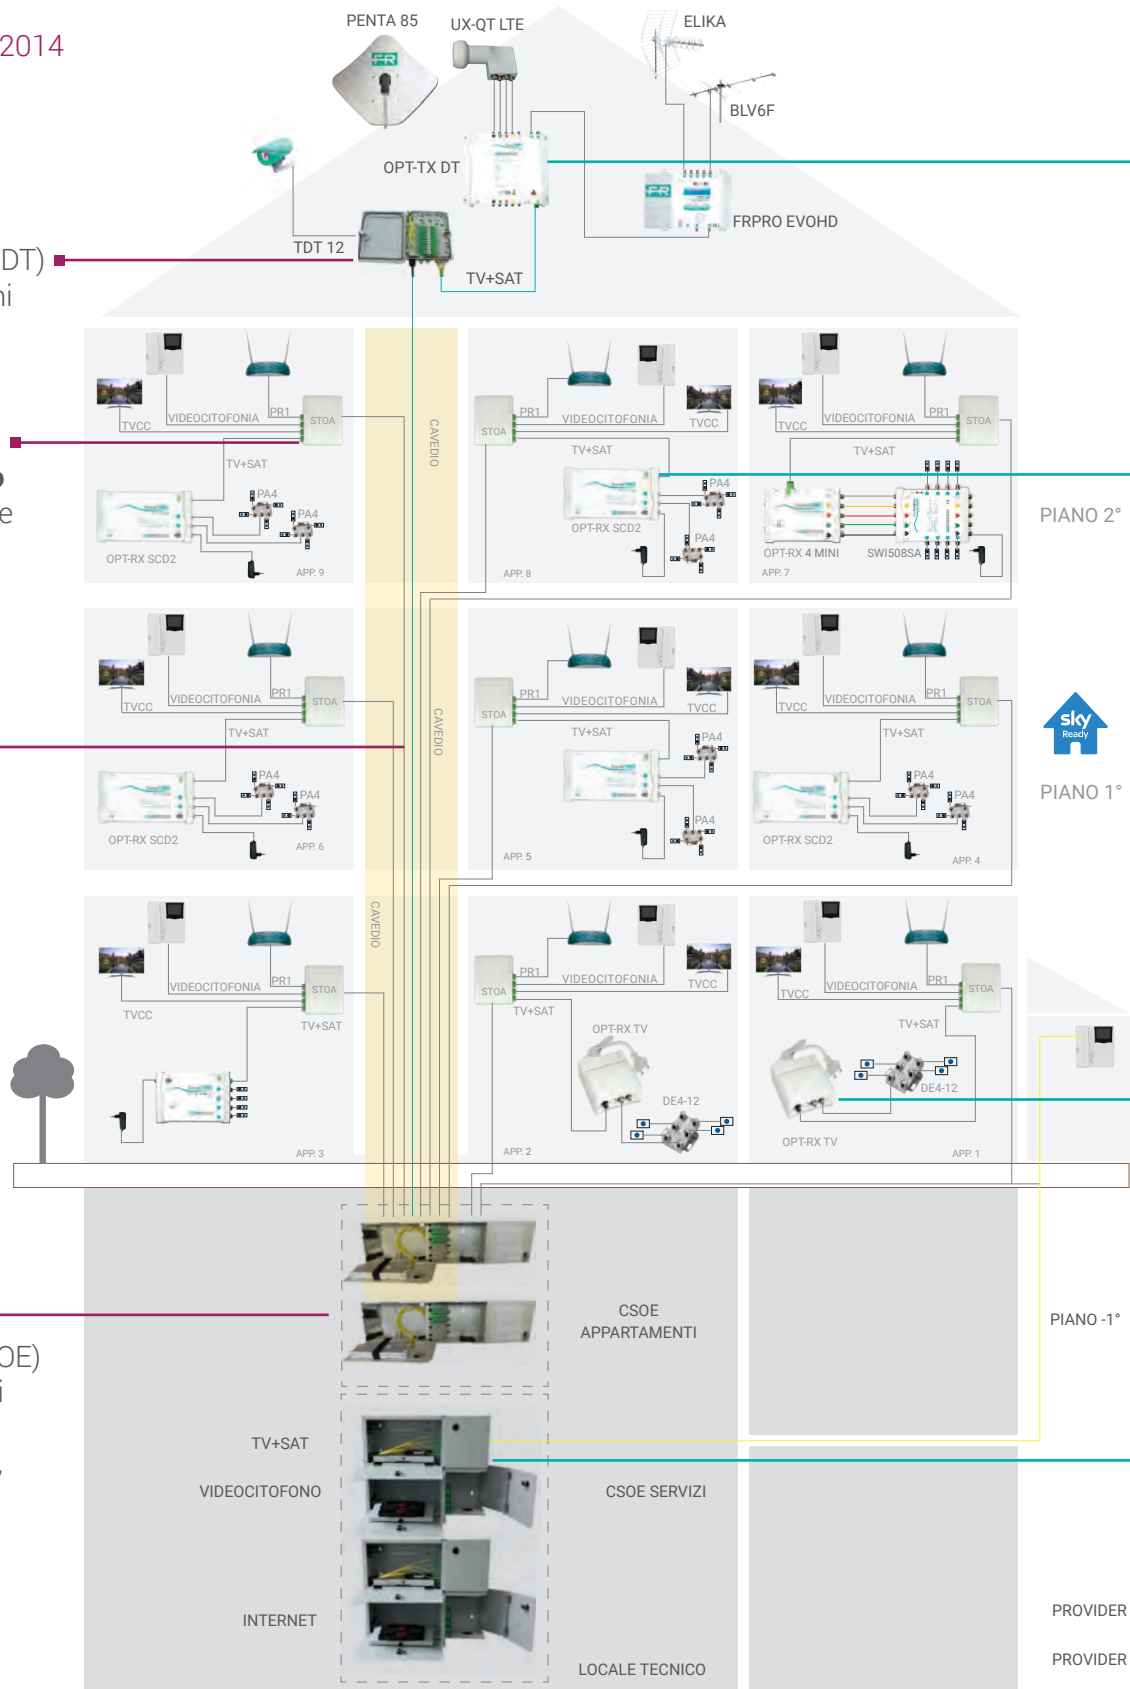 2014
PENTA 85
UX-QT LTE
ELIKA
BLV6F
FR
OPT-TX DT
FR
FRPRO EVOHD
TDT 12
TV+SAT
DT)
ni
o
e
PR1
VIDEOCITOFONIA
TVCC
STOA
TV+SAT
PA4
PA4
OPT-RX SCD2
APP. 9
CAVEDIO
PR1
VIDEOCITOFONIA
TVCC
STOA
TV+SAT
PA4
PA4
OPT-RX SCD2
APP. 8
PR1
VIDEOCITOFONIA
TVCC
STOA
TV+SAT
OPT-RX 4 MINI
SWI508SA
APP. 7
PIANO 2°
PR1
VIDEOCITOFONIA
TVCC
STOA
TV+SAT
PA4
PA4
OPT-RX SCD2
APP. 6
CAVEDIO
PR1
VIDEOCITOFONIA
TVCC
STOA
TV+SAT
PA4
PA4
APP. 5
PR1
VIDEOCITOFONIA
TVCC
STOA
TV+SAT
PA4
PA4
OPT-RX SCD2
APP. 4
sky
Ready
PIANO 1°
PR1
VIDEOCITOFONIA
TVCC
STOA
TV+SAT
APP. 3
CAVEDIO
PR1
VIDEOCITOFONIA
TVCC
STOA
TV+SAT
OPT-RX TV
DE4-12
APP. 2
PR1
VIDEOCITOFONIA
TVCC
STOA
TV+SAT
DE4-12
OPT-RX TV
APP. 1
CSOE
APPARTAMENTI
PIANO -1°
OE)
i
,
TV+SAT
VIDEOCITOFONO
CSOE SERVIZI
INTERNET
PROVIDER
PROVIDER
LOCALE TECNICO